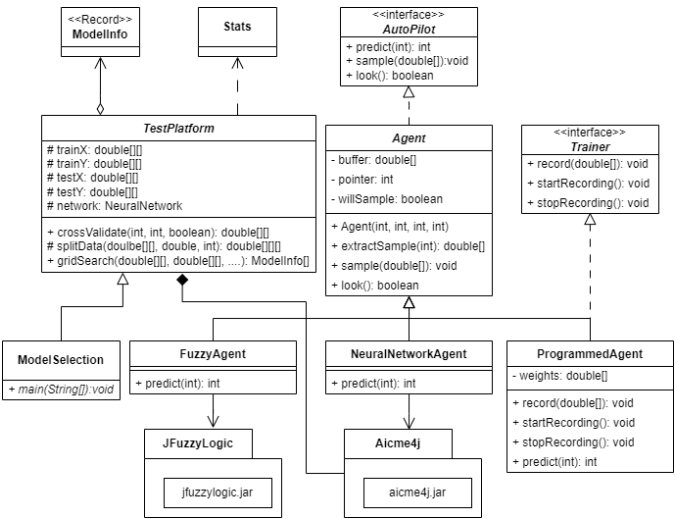 <<Record>>
ModelInfo
Stats
<<interface>>
AutoPilot
+ predict(int): int
+ sample(double[]):void
+ look(): boolean
TestPlatform
# trainX: double[][]
# trainY: double[][]
# testX: double[][]
# testY: double[][]
# network: NeuralNetwork
+ crossValidate(int, int, boolean): double[][]
# splitData(doulbe[][], double, int): double[][][]
+ gridSearch(double[][], double[][], ....): ModelInfo[]
Agent
- buffer: double[]
- pointer: int
- willSample: boolean
+ Agent(int, int, int, int)
+ extractSample(int): double[]
+ sample(double[]): void
+ look(): boolean
<<interface>>
Trainer
+ record(double[]): void
+ startRecording(): void
+ stopRecording(): void
ModelSelection
+ main(String[]):void
FuzzyAgent
+ predict(int): int
NeuralNetworkAgent
+ predict(int): int
ProgrammedAgent
- weights: double[]
+ record(double[]): void
+ startRecording(): void
+ stopRecording(): void
+ predict(int): int
JFuzzyLogic
jfuzzylogic.jar
Aicme4j
aicme4j.jar